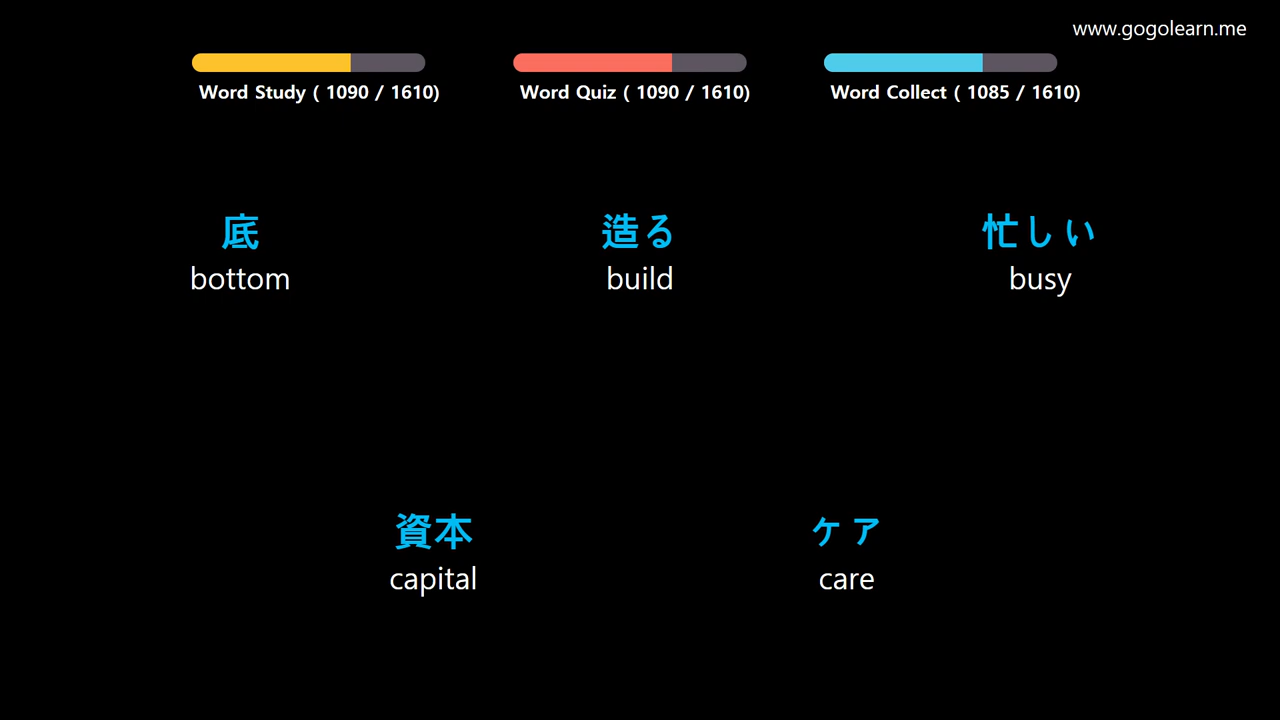 www.gogolearn.me
Word Study ( 1090 / 1610)
Word Quiz ( 1090 / 1610)
Word Collect ( 1085 / 1610)
底
bottom
造る
build
忙しい
busy
資本
capital
ケア
care